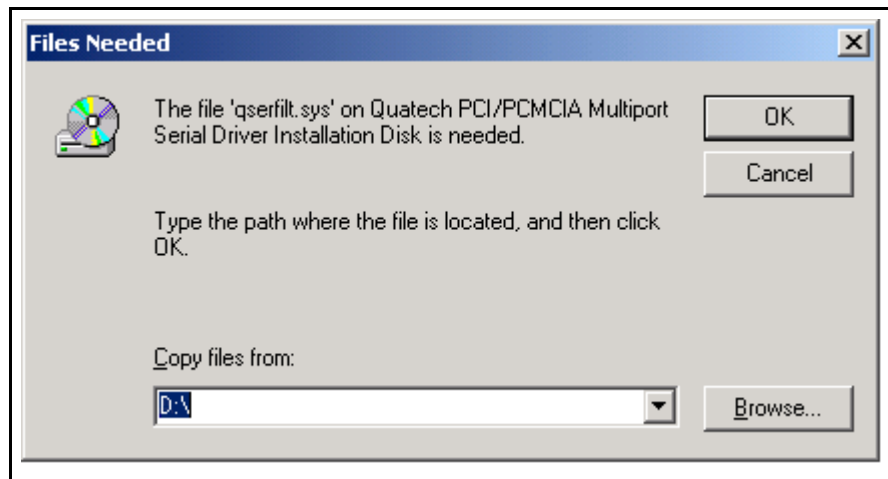 Files Needed
The file 'qserfilt.sys' on Quatech PCI/PCMCIA Multiport
Serial Driver Installation Disk is needed.
OK
Cancel
Type the path where the file is located, and then click
OK.
Copy files from:
D:\
Browse...